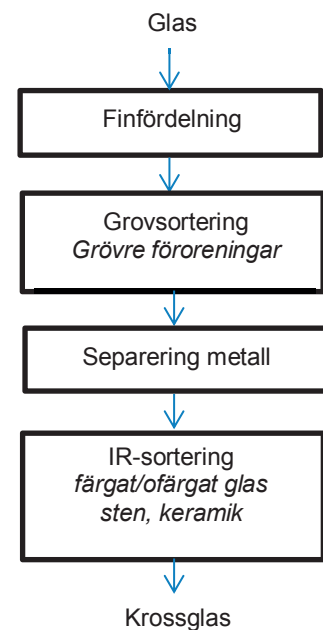 Glas
Finfördelning
Grovsortering
Grövre föroreningar
Separering metall
IR-sortering
färgat/ofärgat glas
sten, keramik
Krossglas